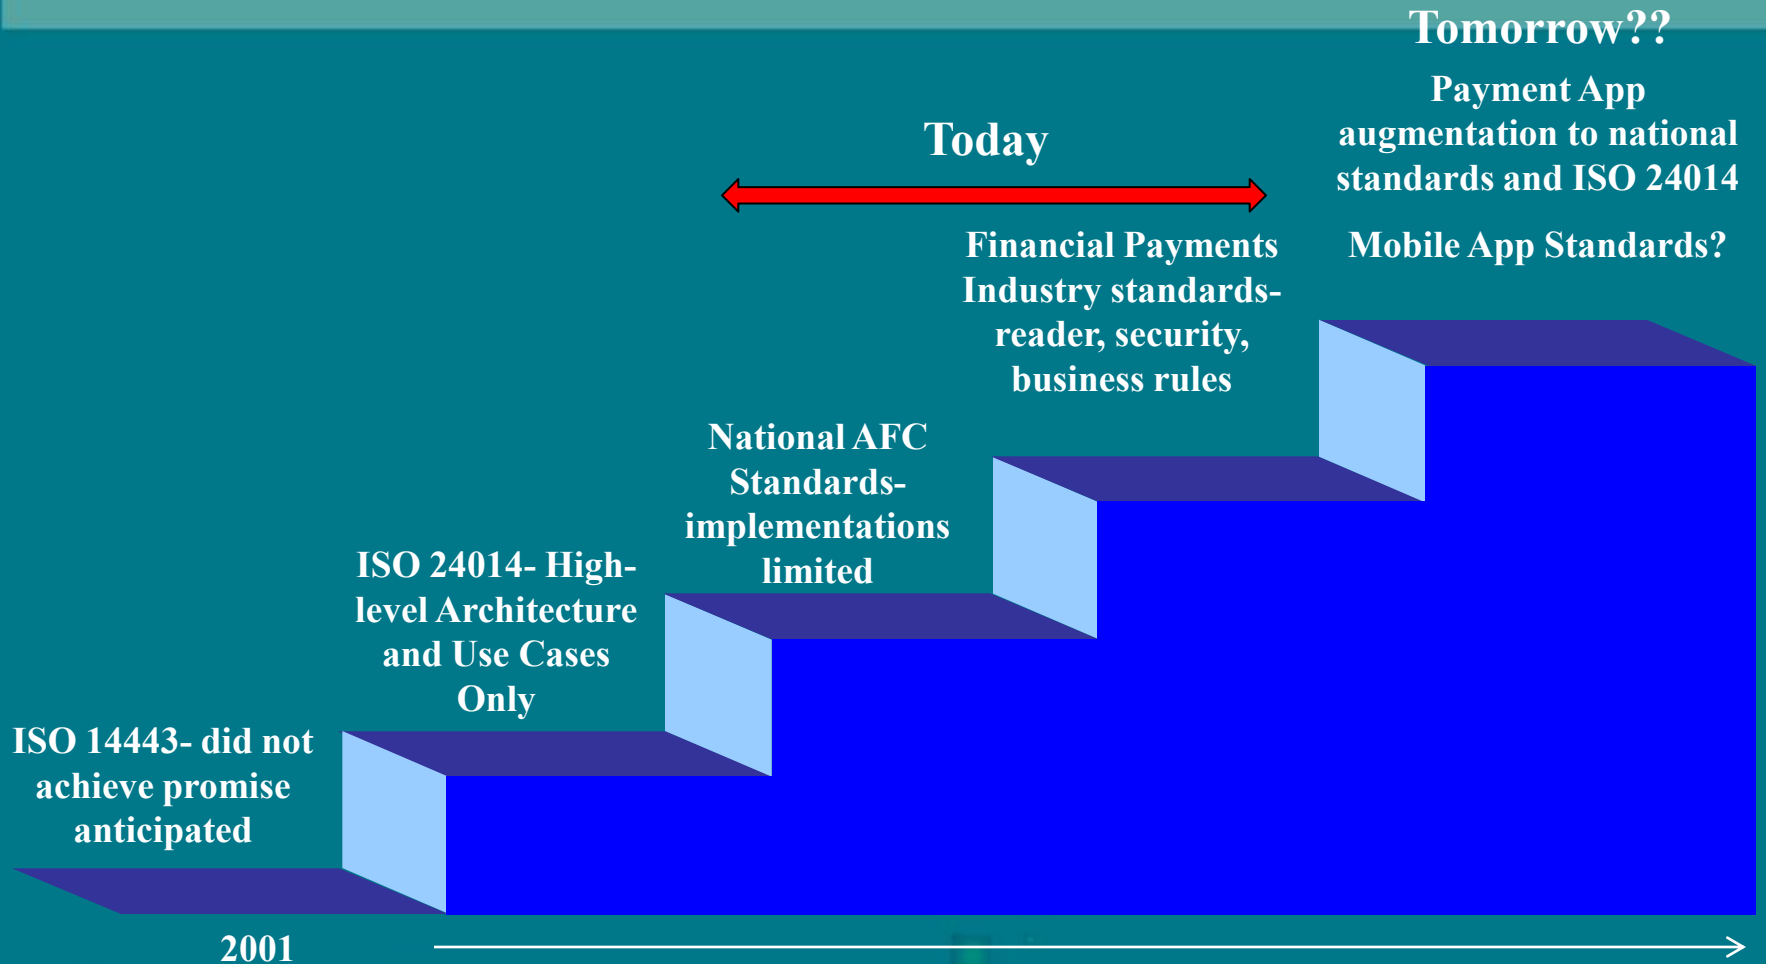 Tomorrow??
Payment App
augmentation to national
standards and ISO 24014
Mobile App Standards?
Today
Financial Payments
Industry standards-
reader, security,
business rules
National AFC
Standards-
implementations
limited
ISO 24014- High-
level Architecture
and Use Cases
Only
ISO 14443- did not
achieve promise
anticipated
2001